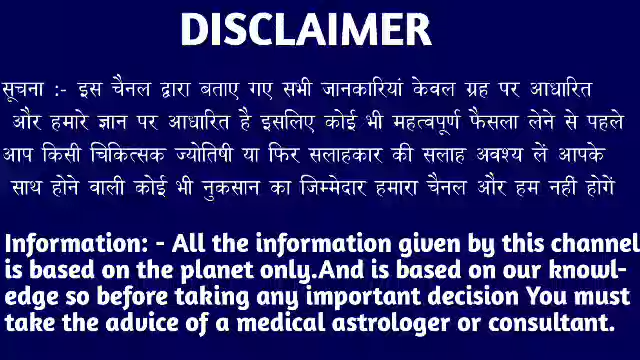 DISCLAIMER
सूचना :- इस चैनल द्वारा बताए गए सभी जानकारियां केवल ग्रह पर आधारित
और हमारे ज्ञान पर आधारित है इसलिए कोई भी महत्वपूर्ण फैसला लेने से पहले
आप किसी चिकित्सक ज्योतिषी या फिर सलाहकार की सलाह अवश्य लें आपके
साथ होने वाली कोई भी नुकसान का जिम्मेदार हमारा चैनल और हम नहीं होगें
Information: - All the information given by this channel
is based on the planet only.And is based on our knowl-
edge so before taking any important decision You must
take the advice of a medical astrologer or consultant.